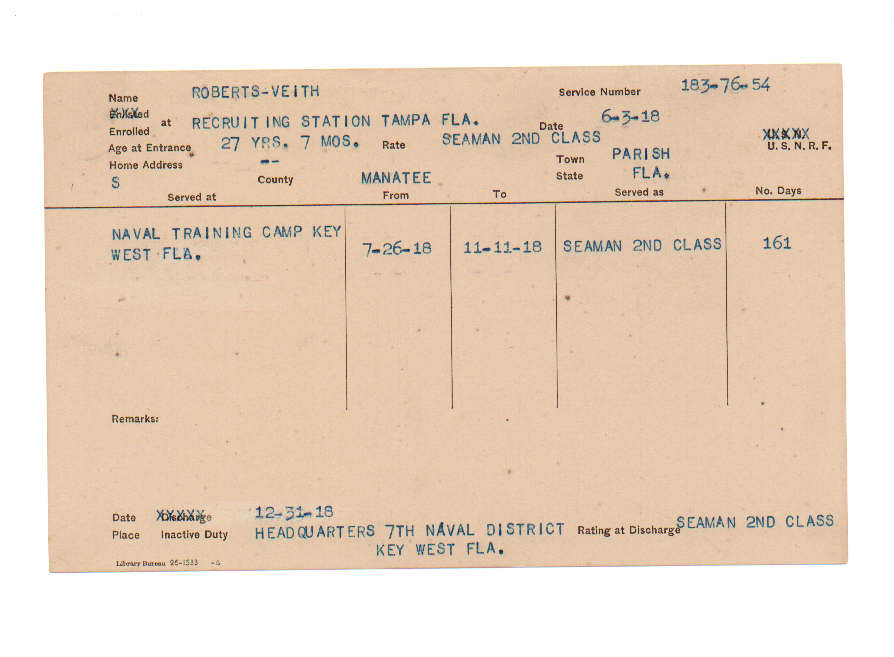 Name ROBERTS-VEITH Service Number 183-76-54
Enlisted
Enrolled at RECRUITING STATION TAMPA FLA. Date 6-3-18
Age at Entrance 27 YRS. 7 MOS. Rate SEAMAN 2ND CLASS U. S. N. R. F.
Home Address -- Town PARISH
S County MANATEE State FLA.
Served at From To Served as No. Days
NAVAL TRAINING CAMP KEY
WEST FLA. 7-26-18 11-11-18 SEAMAN 2ND CLASS 161
Remarks:
Date Discharge 12-31-18
Place Inactive Duty HEADQUARTERS 7TH NAVAL DISTRICT Rating at Discharge SEAMAN 2ND CLASS
KEY WEST FLA.
Library Bureau 26-1533